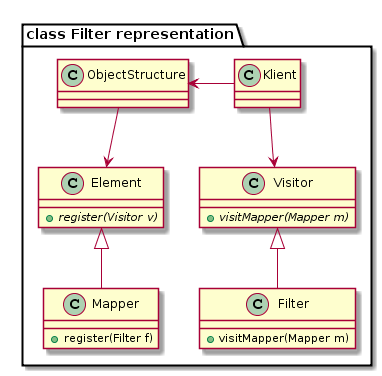 class Filter representation
C ObjectStructure
C Klient
C Element
register(Visitor v)
C Visitor
visitMapper(Mapper m)
C Mapper
register(Filter f)
C Filter
visitMapper(Mapper m)